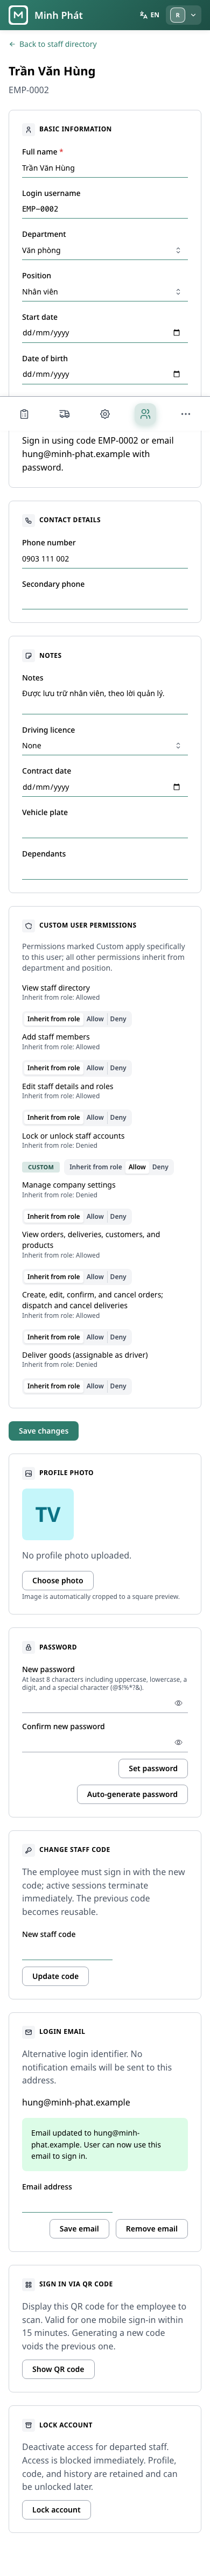 M Minh Phát EN R
Back to staff directory
Trần Văn Hùng
EMP-0002
BASIC INFORMATION
Full name *
Trần Văn Hùng
Login username
EMP-0002
Department
Văn phòng
Position
Nhân viên
Start date
dd/mm/yyyy
Date of birth
dd/mm/yyyy
Sign in using code EMP-0002 or email
hung@minh-phat.example with
password.
CONTACT DETAILS
Phone number
0903 111 002
Secondary phone
NOTES
Notes
Được lưu trữ nhân viên, theo lời quản lý.
Driving licence
None
Contract date
dd/mm/yyyy
Vehicle plate
Dependants
CUSTOM USER PERMISSIONS
Permissions marked Custom apply specifically
to this user; all other permissions inherit from
department and position.
View staff directory
Inherit from role: Allowed
Inherit from role Allow Deny
Add staff members
Inherit from role: Allowed
Inherit from role Allow Deny
Edit staff details and roles
Inherit from role: Allowed
Inherit from role Allow Deny
Lock or unlock staff accounts
Inherit from role: Denied
CUSTOM Inherit from role Allow Deny
Manage company settings
Inherit from role: Denied
Inherit from role Allow Deny
View orders, deliveries, customers, and
products
Inherit from role: Allowed
Inherit from role Allow Deny
Create, edit, confirm, and cancel orders;
dispatch and cancel deliveries
Inherit from role: Allowed
Inherit from role Allow Deny
Deliver goods (assignable as driver)
Inherit from role: Denied
Inherit from role Allow Deny
Save changes
PROFILE PHOTO
TV
No profile photo uploaded.
Choose photo
Image is automatically cropped to a square preview.
PASSWORD
New password
At least 8 characters including uppercase, lowercase, a
digit, and a special character (@$!%*?&).
Confirm new password
Set password
Auto-generate password
CHANGE STAFF CODE
The employee must sign in with the new
code; active sessions terminate
immediately. The previous code
becomes reusable.
New staff code
Update code
LOGIN EMAIL
Alternative login identifier. No
notification emails will be sent to this
address.
hung@minh-phat.example
Email updated to hung@minh-
phat.example. User can now use this
email to sign in.
Email address
Save email Remove email
SIGN IN VIA QR CODE
Display this QR code for the employee to
scan. Valid for one mobile sign-in within
15 minutes. Generating a new code
voids the previous one.
Show QR code
LOCK ACCOUNT
Deactivate access for departed staff.
Access is blocked immediately. Profile,
code, and history are retained and can
be unlocked later.
Lock account